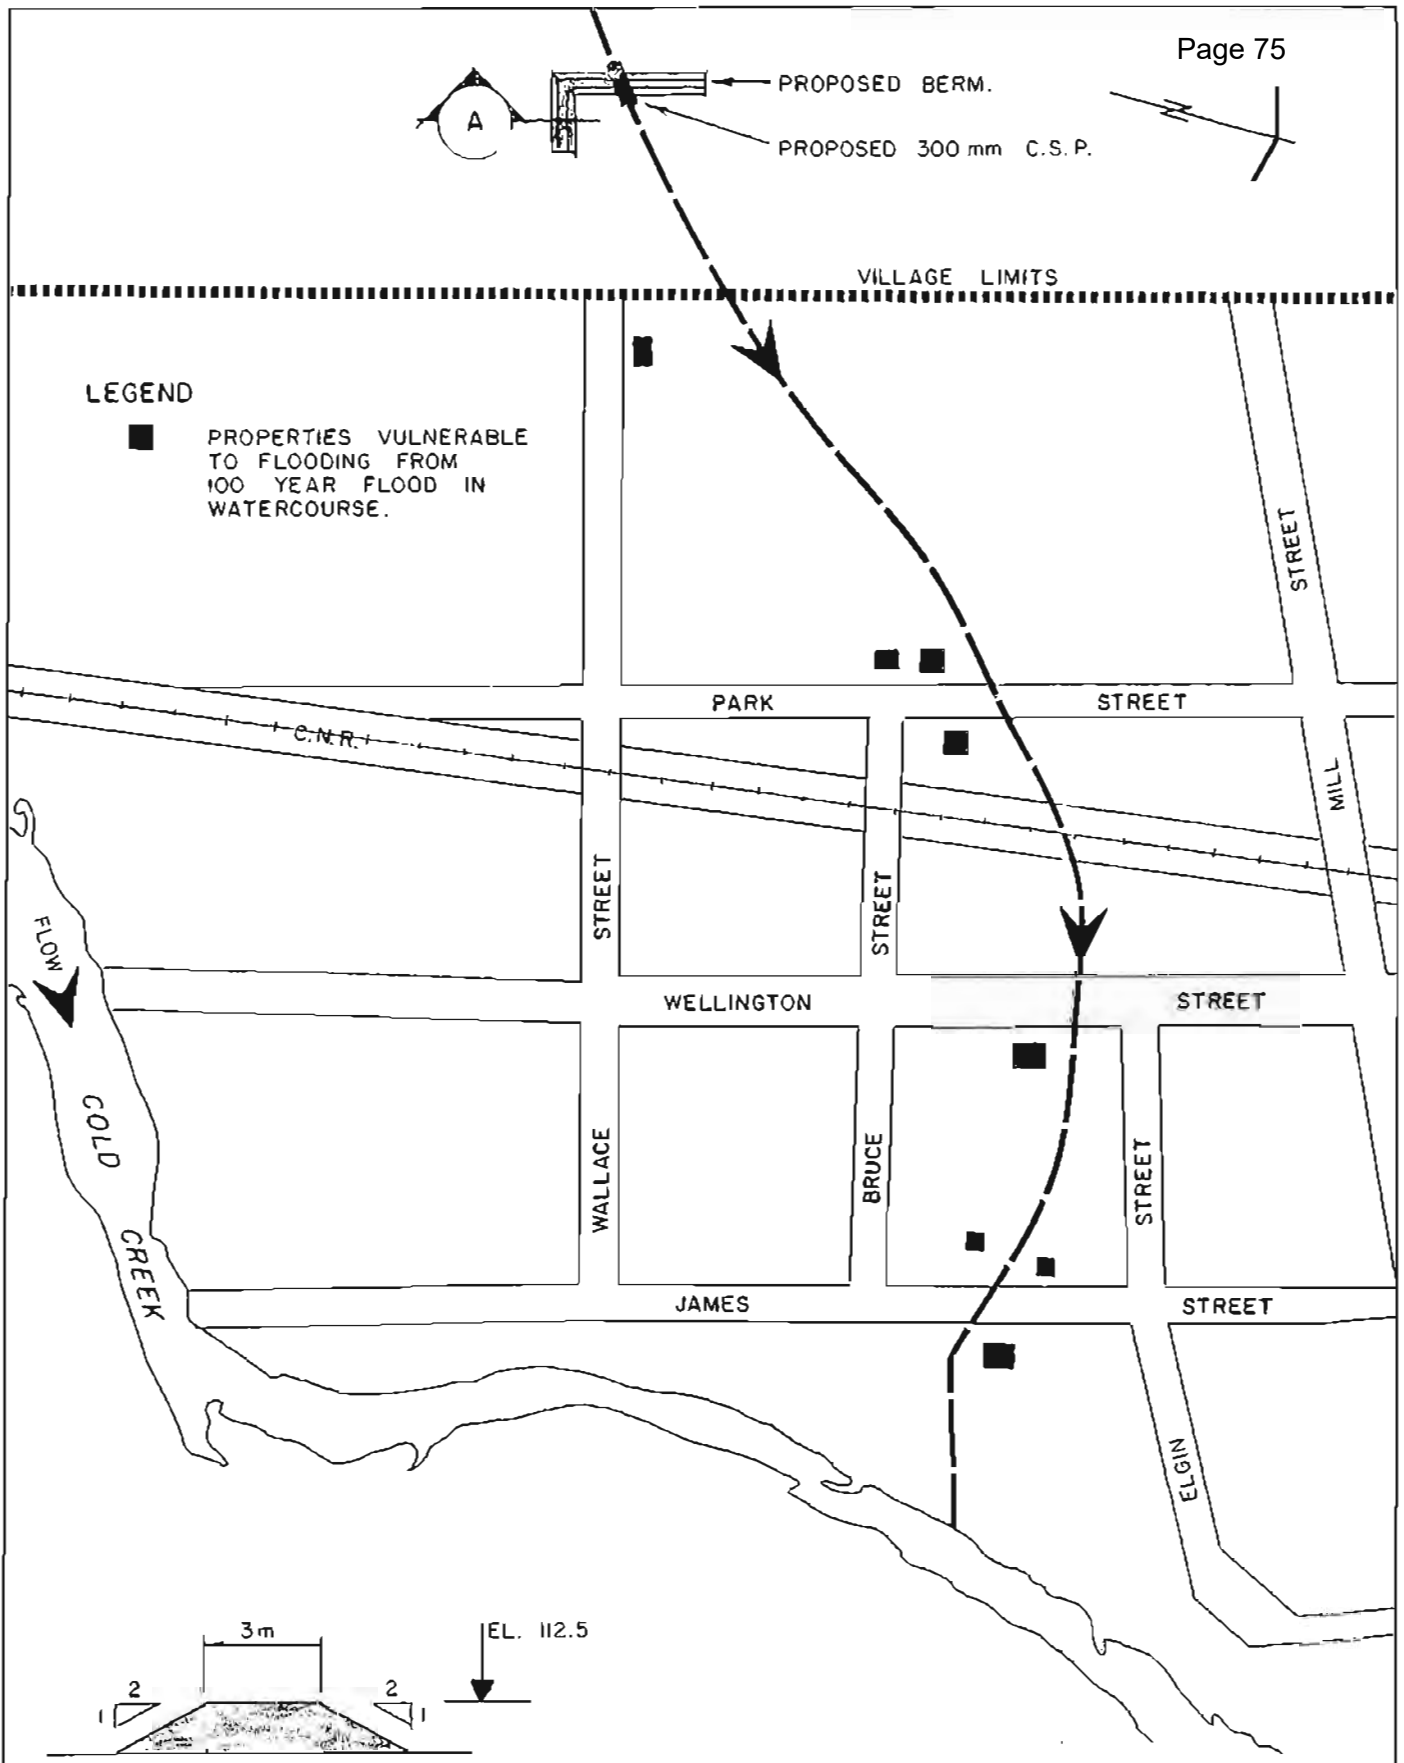 Page 75
PROPOSED BERM.
A
PROPOSED 300 mm C.S.P.
N
VILLAGE LIMITS
LEGEND
PROPERTIES VULNERABLE
TO FLOODING FROM
100 YEAR FLOOD IN
WATERCOURSE.
STREET
PARK STREET
C.N.R.
MILL
STREET
STREET
FLOW
WELLINGTON STREET
COLD
WALLACE
BRUCE
STREET
CREEK
JAMES STREET
ELGIN
3m
EL. 112.5
2
2
1
1